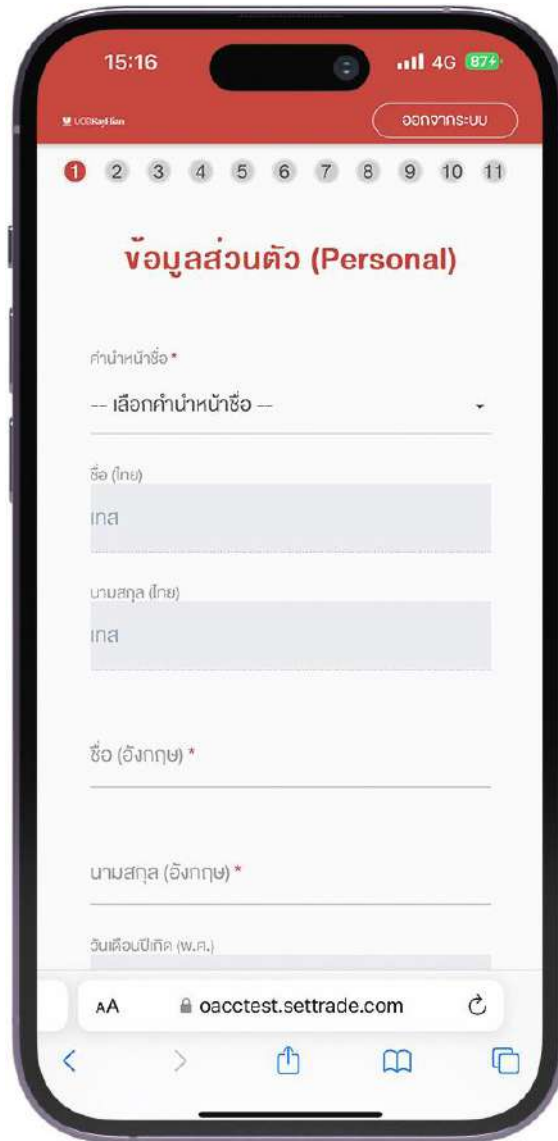 15:16
4G 87
UOBKayHian
ออกจากระบบ
1 2 3 4 5 6 7 8 9 10 11
ข้อมูลส่วนตัว (Personal)
คำนำหน้าชื่อ *
-- เลือกคำนำหน้าชื่อ --
ชื่อ (ไทย)
เทส
นามสกุล (ไทย)
เทส
ชื่อ (อังกฤษ) *
นามสกุล (อังกฤษ) *
วันเดือนปีเกิด (พ.ศ.)
AA oacctest.settrade.com